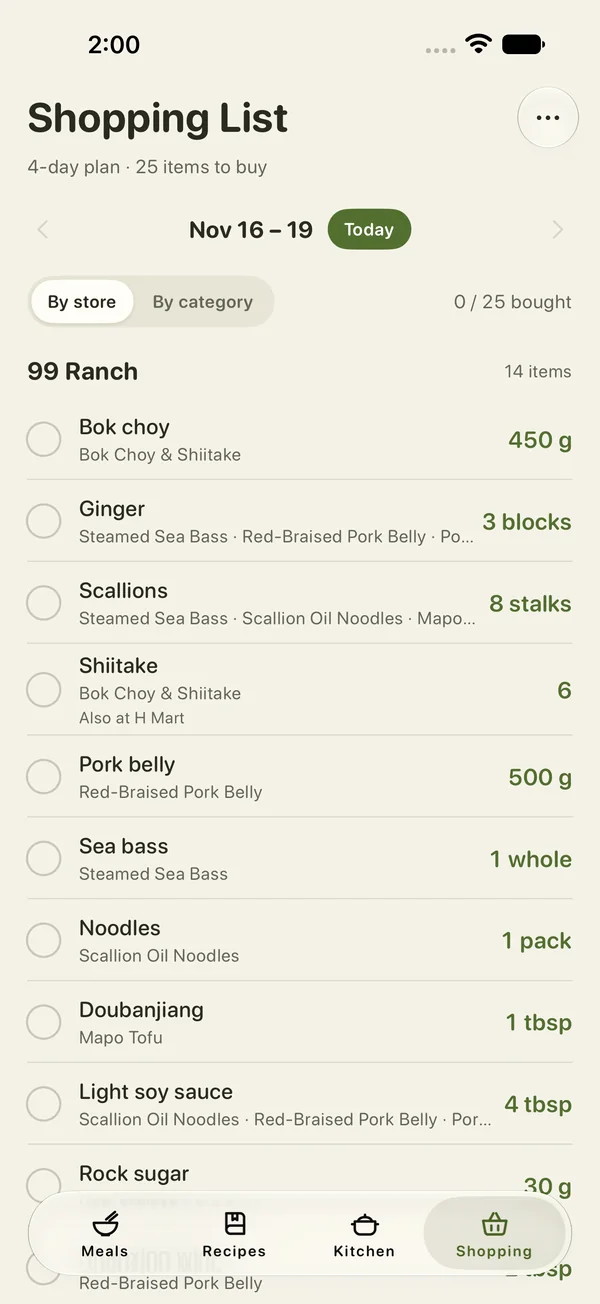 2:00
Shopping List
4-day plan · 25 items to buy
Nov 16 – 19 Today
By store By category 0 / 25 bought
99 Ranch 14 items
Bok choy
Bok Choy & Shiitake
450 g
Ginger
Steamed Sea Bass · Red-Braised Pork Belly · Po...
3 blocks
Scallions
Steamed Sea Bass · Scallion Oil Noodles · Mapo...
8 stalks
Shiitake
Bok Choy & Shiitake
Also at H Mart
6
Pork belly
Red-Braised Pork Belly
500 g
Sea bass
Steamed Sea Bass
1 whole
Noodles
Scallion Oil Noodles
1 pack
Doubanjiang
Mapo Tofu
1 tbsp
Light soy sauce
Scallion Oil Noodles · Red-Braised Pork Belly · Por...
4 tbsp
Rock sugar
30 g
Meals Recipes Kitchen Shopping
tbsp
Red-Braised Pork Belly